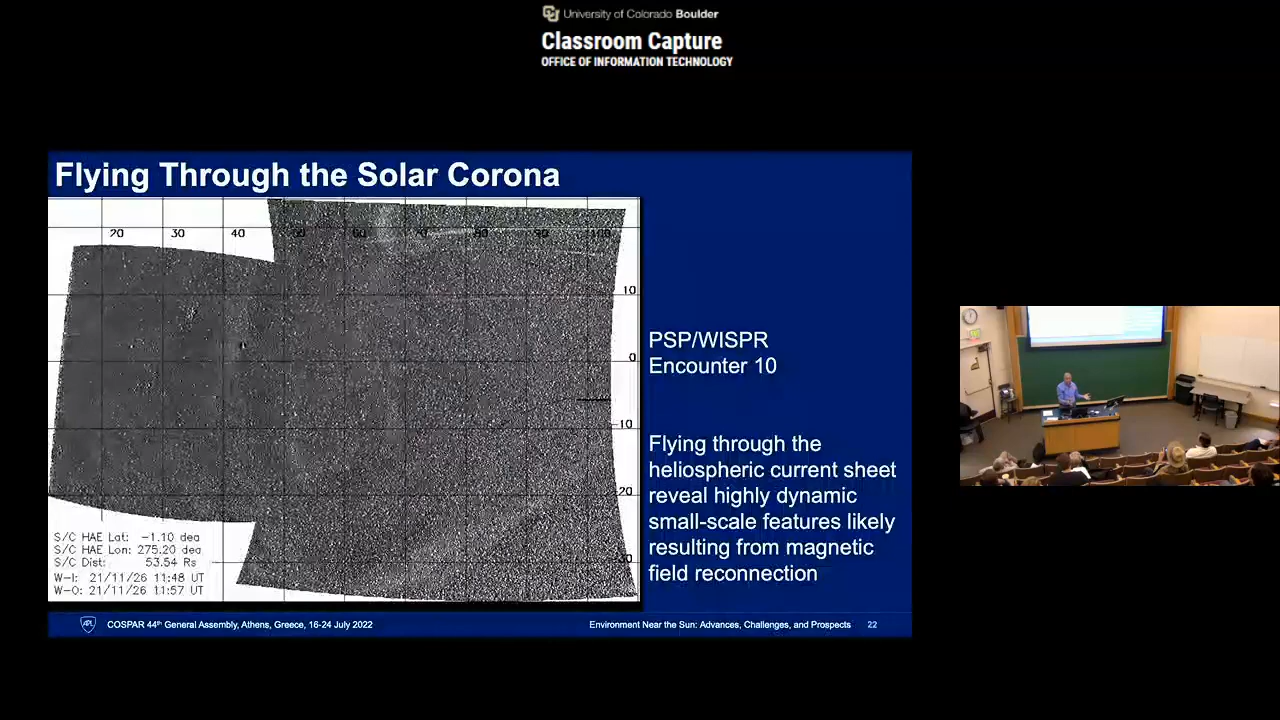 University of Colorado Boulder
Classroom Capture
OFFICE OF INFORMATION TECHNOLOGY
Flying Through the Solar Corona
20 30 40 50 60 70 80 90 100
10
0
-10
-20
-30
PSP/WISPR
Encounter 10
Flying through the
heliospheric current sheet
reveal highly dynamic
small-scale features likely
resulting from magnetic
field reconnection
S/C HAE Lat: -1.10 deg
S/C HAE Lon: 275.20 deg
S/C Dist: 53.54 Rs
W-I: 21/11/26 11:48 UT
W-O: 21/11/26 11:57 UT
APL
COSPAR 44th General Assembly, Athens, Greece, 16-24 July 2022
Environment Near the Sun: Advances, Challenges, and Prospects 22